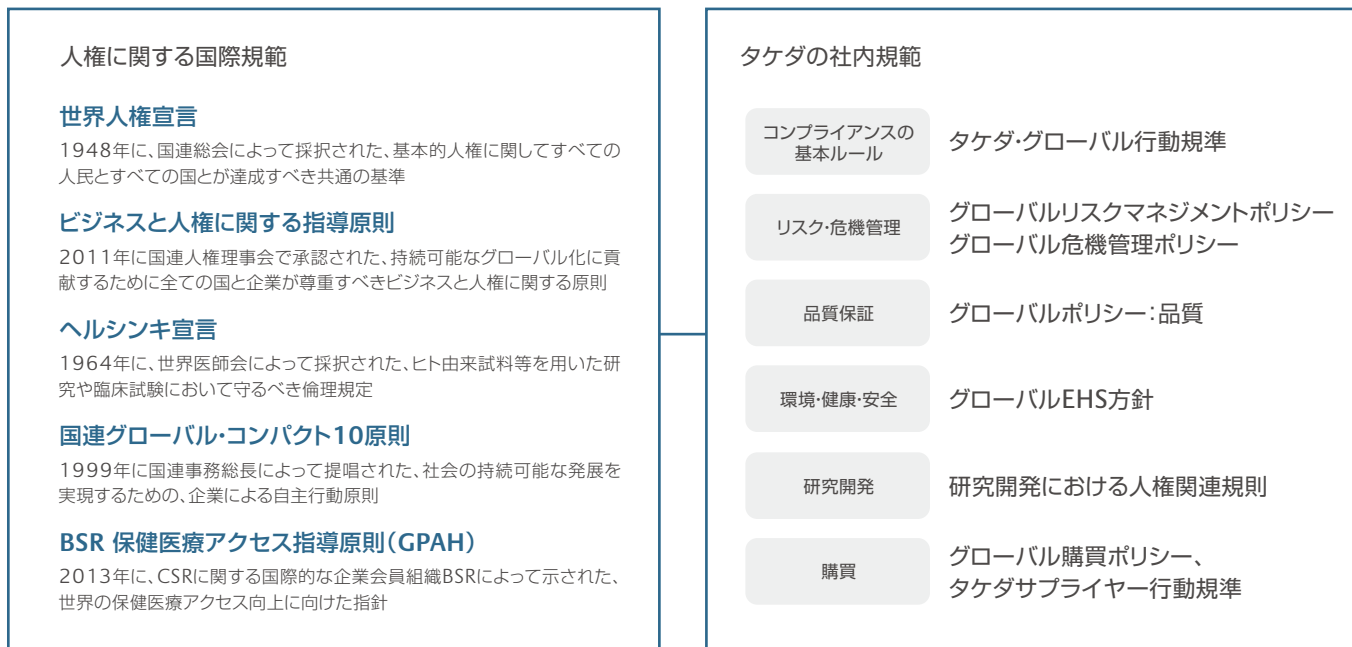 人権に関する国際規範
世界人権宣言
1948年に、国連総会によって採択された、基本的人権に関してすべての
人民とすべての国とが達成すべき共通の基準
ビジネスと人権に関する指導原則
2011年に国連人権理事会で承認された、持続可能なグローバル化に貢
献するために全ての国と企業が尊重すべきビジネスと人権に関する原則
ヘルシンキ宣言
1964年に、世界医師会によって採択された、ヒト由来試料等を用いた研
究や臨床試験において守るべき倫理規定
国連グローバル・コンパクト10原則
1999年に国連事務総長によって提唱された、社会の持続可能な発展を
実現するための、企業による自主行動原則
BSR 保健医療アクセス指導原則（GPAH）
2013年に、CSRに関する国際的な企業会員組織BSRによって示された、
世界の保健医療アクセス向上に向けた指針
タケダの社内規範
コンプライアンスの
基本ルール
タケダ・グローバル行動規準
リスク・危機管理
グローバルリスクマネジメントポリシー
グローバル危機管理ポリシー
品質保証
グローバルポリシー：品質
環境・健康・安全
グローバルEHS方針
研究開発
研究開発における人権関連規則
購買
グローバル購買ポリシー、
タケダサプライヤー行動規準